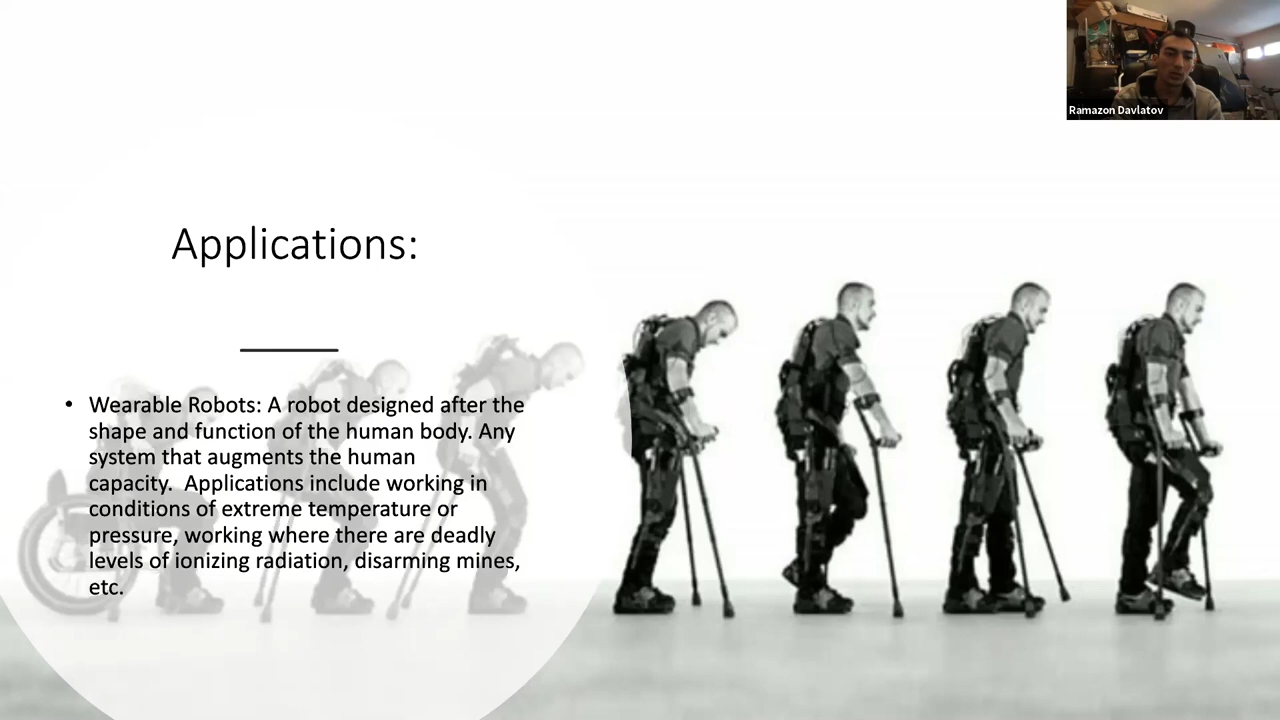 Ramazon Davlatov
Applications:
• Wearable Robots: A robot designed after the
shape and function of the human body. Any
system that augments the human
capacity.  Applications include working in
conditions of extreme temperature or
pressure, working where there are deadly
levels of ionizing radiation, disarming mines,
etc.